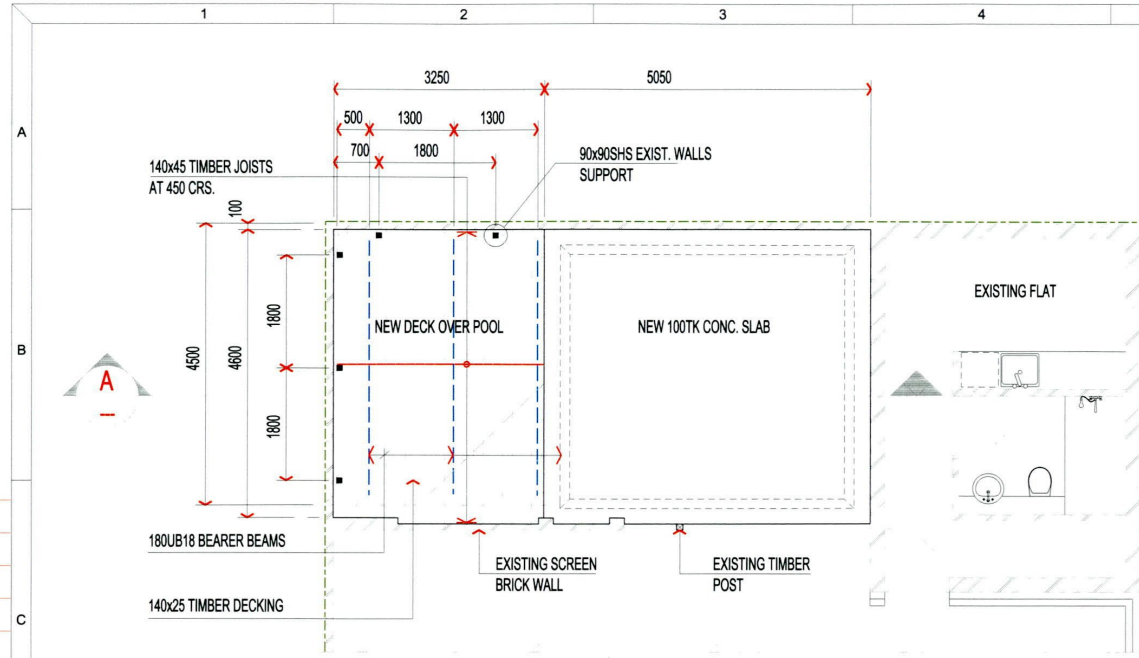 1
2
3
4
3250
5050
500
1300
1300
A
700
1800
140x45 TIMBER JOISTS
AT 450 CRS.
90x90SHS EXIST. WALLS
SUPPORT
100
EXISTING FLAT
1800
NEW DECK OVER POOL
NEW 100TK CONC. SLAB
B
4500
4600
A
1800
180UB18 BEARER BEAMS
EXISTING SCREEN
BRICK WALL
EXISTING TIMBER
POST
140x25 TIMBER DECKING
C